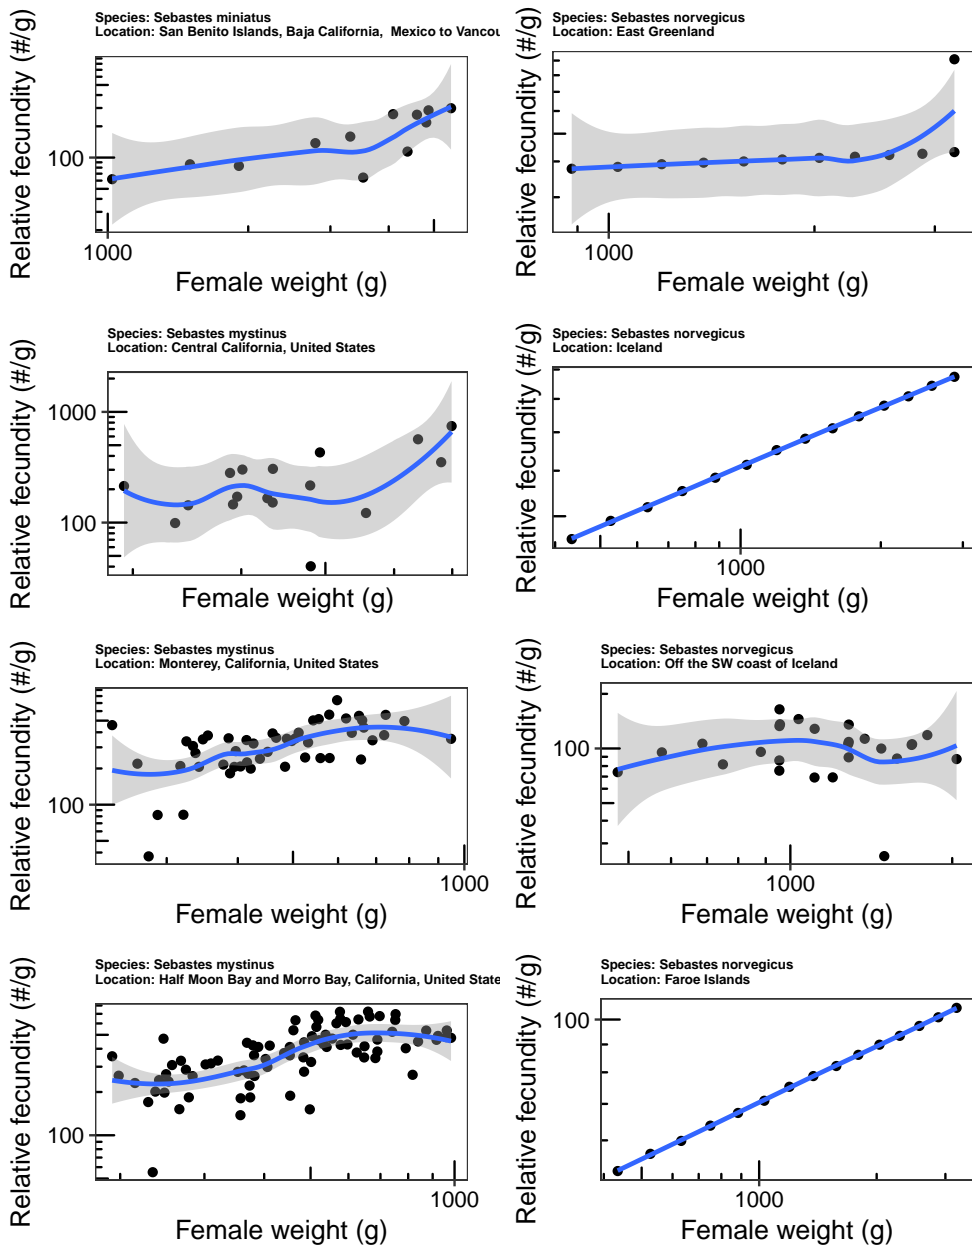 Species: Sebastes miniatus
Location: San Benito Islands, Baja California, Mexico to Vancou
Relative fecundity (#/g)
100
1000
Female weight (g)
Species: Sebastes norvegicus
Location: East Greenland
Relative fecundity (#/g)
1000
Female weight (g)
Species: Sebastes mystinus
Location: Central California, United States
Relative fecundity (#/g)
1000
100
Female weight (g)
Species: Sebastes norvegicus
Location: Iceland
Relative fecundity (#/g)
1000
Female weight (g)
Species: Sebastes mystinus
Location: Monterey, California, United States
Relative fecundity (#/g)
100
1000
Female weight (g)
Species: Sebastes norvegicus
Location: Off the SW coast of Iceland
Relative fecundity (#/g)
100
1000
Female weight (g)
Species: Sebastes mystinus
Location: Half Moon Bay and Morro Bay, California, United State
Relative fecundity (#/g)
100
1000
Female weight (g)
Species: Sebastes norvegicus
Location: Faroe Islands
Relative fecundity (#/g)
100
1000
Female weight (g)